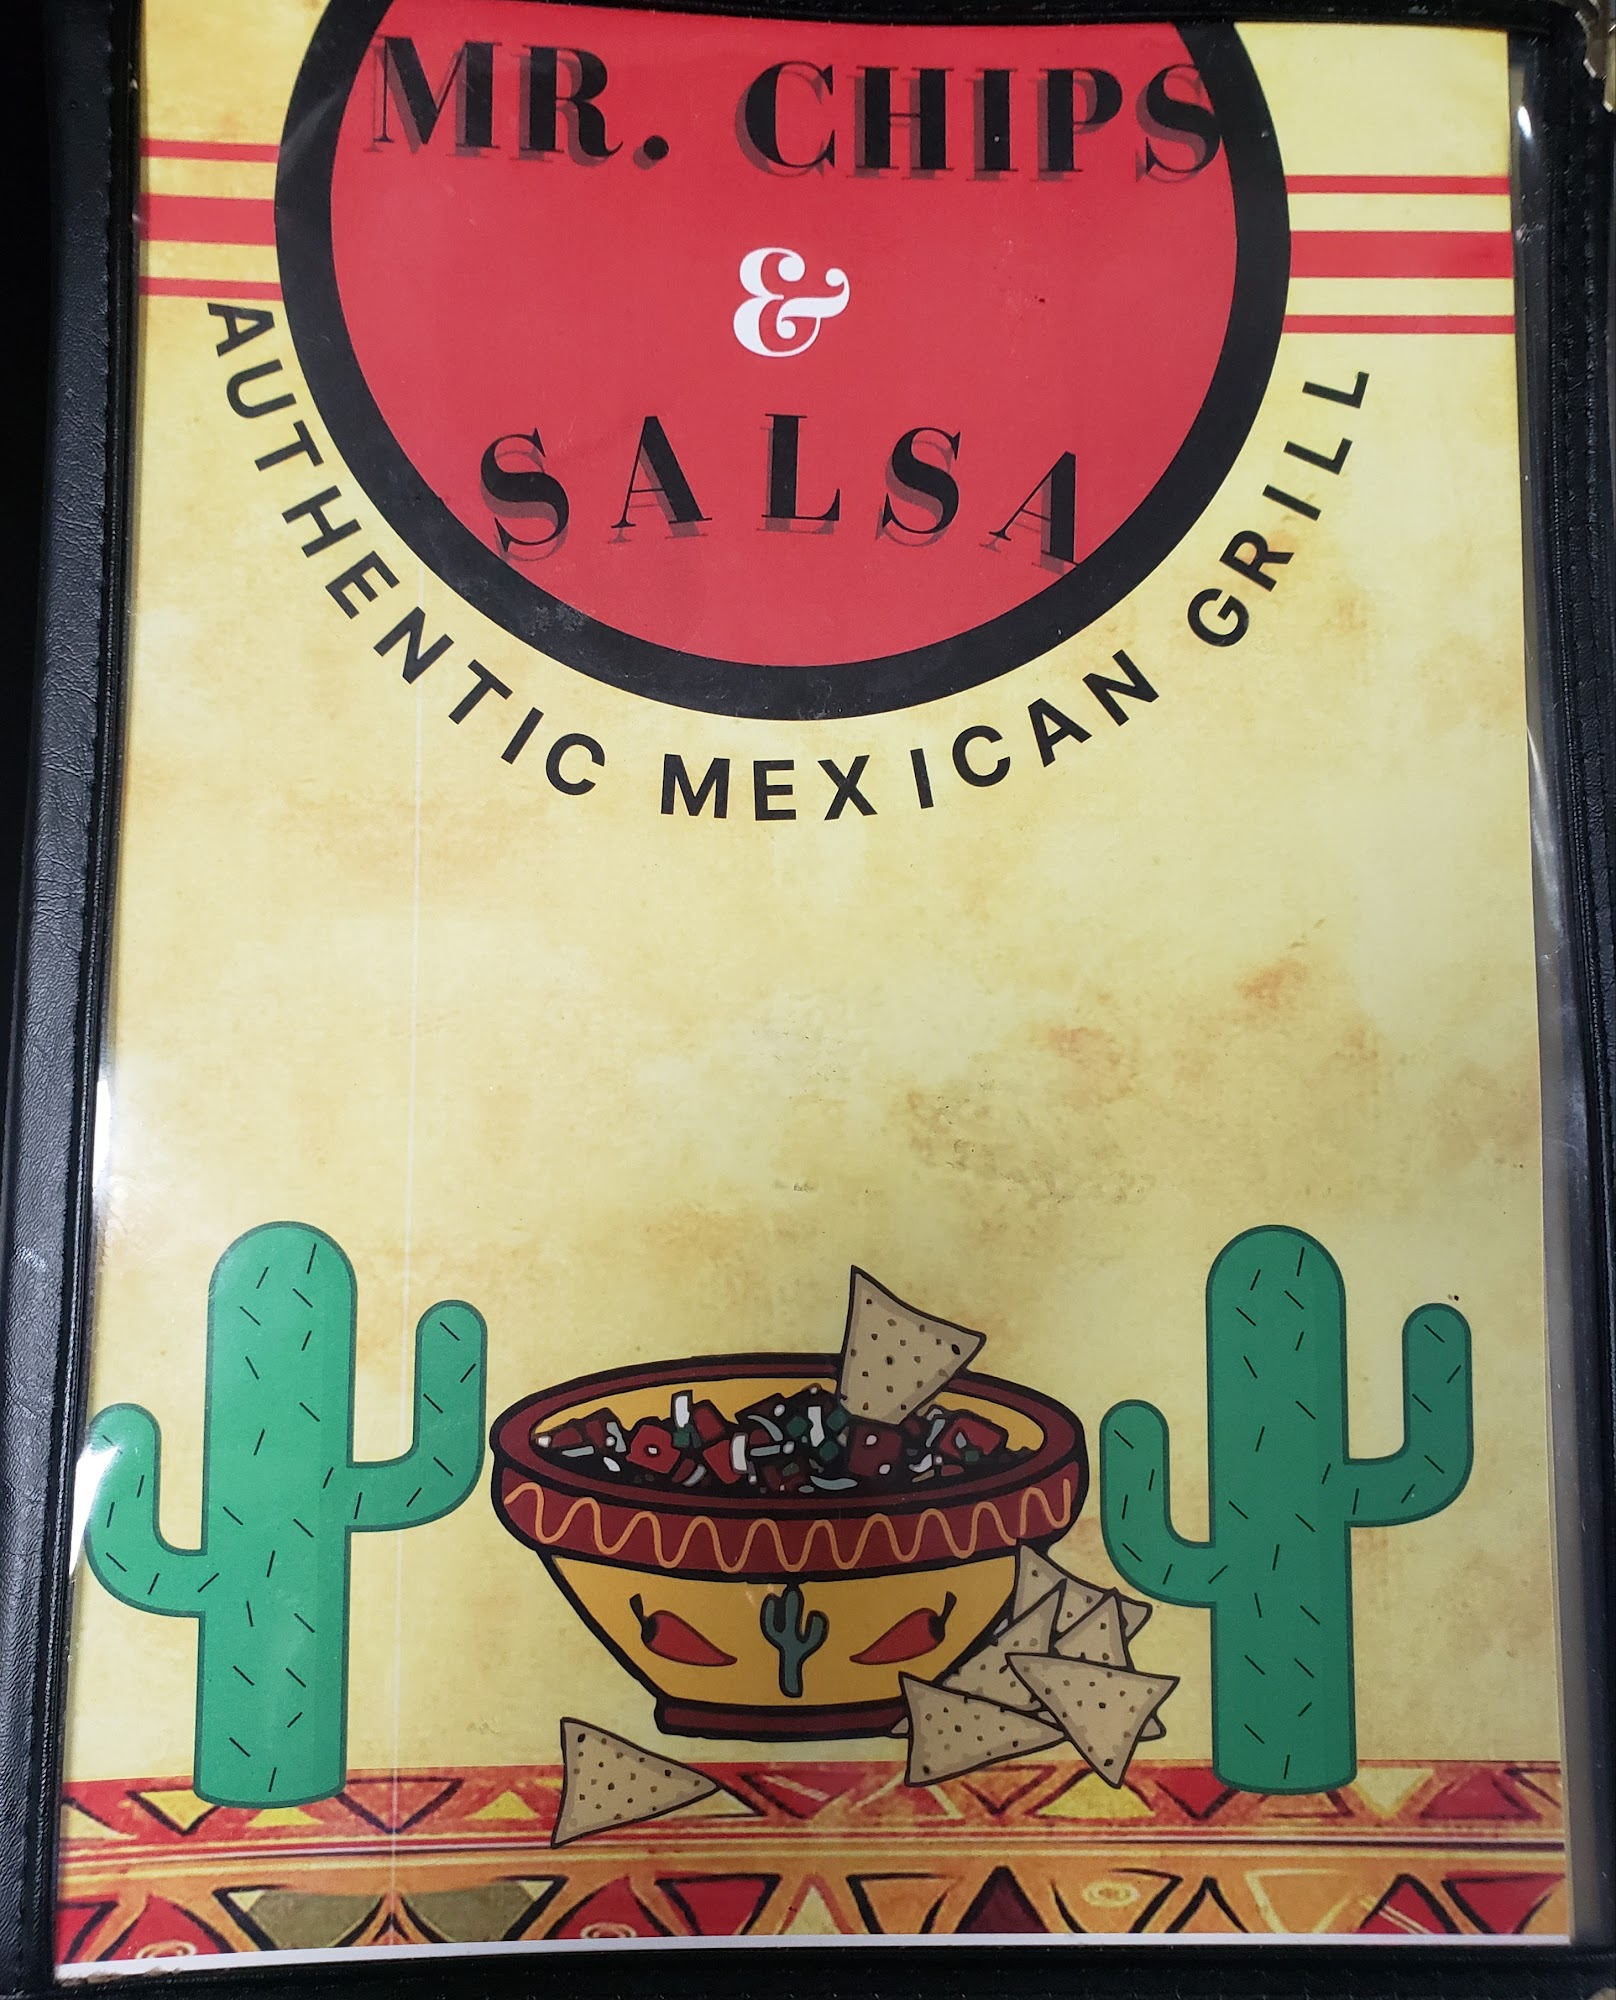 MR. CHIPS
&
SALSA
AUTHENTIC MEXICAN GRILL